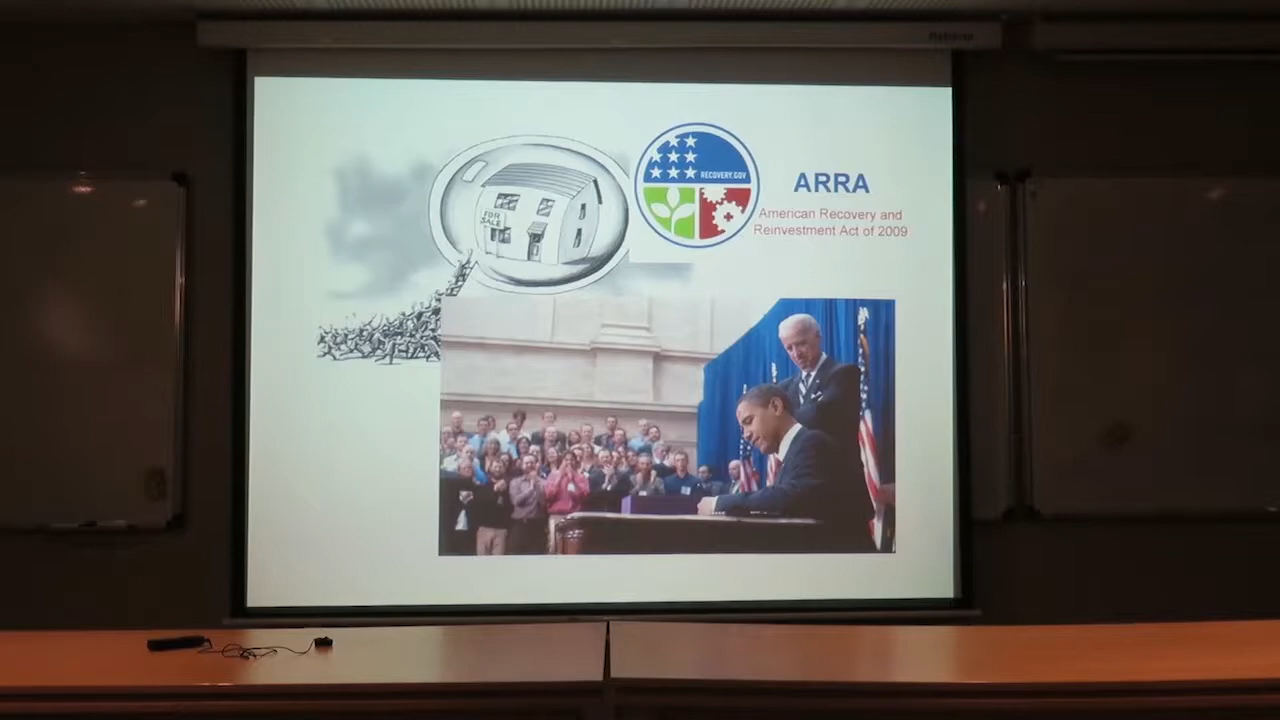 FOR
SALE
RECOVERY.GOV
ARRA
American Recovery and
Reinvestment Act of 2009